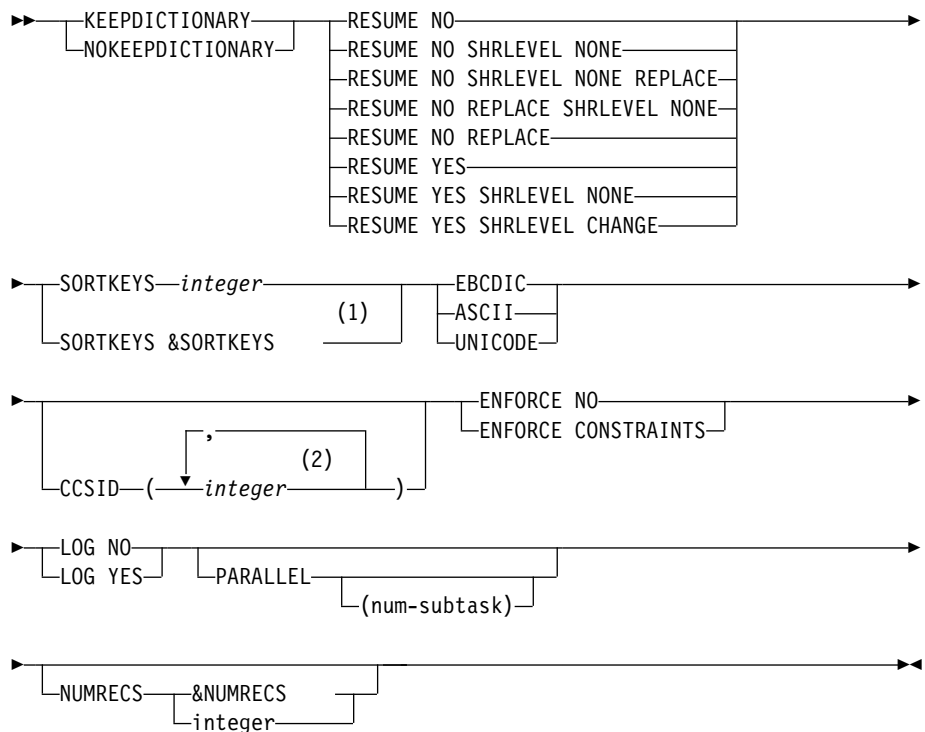 KEEPDICTIONARY
NOKEEPDICTIONARY
RESUME NO
RESUME NO SHRLEVEL NONE
RESUME NO SHRLEVEL NONE REPLACE
RESUME NO REPLACE SHRLEVEL NONE
RESUME NO REPLACE
RESUME YES
RESUME YES SHRLEVEL NONE
RESUME YES SHRLEVEL CHANGE
SORTKEYS integer
(1)
SORTKEYS &SORTKEYS
EBCDIC
ASCII
UNICODE
,
(2)
CCSID ( integer )
ENFORCE NO
ENFORCE CONSTRAINTS
LOG NO
LOG YES
PARALLEL
(num-subtask)
NUMRECS &NUMRECS
integer